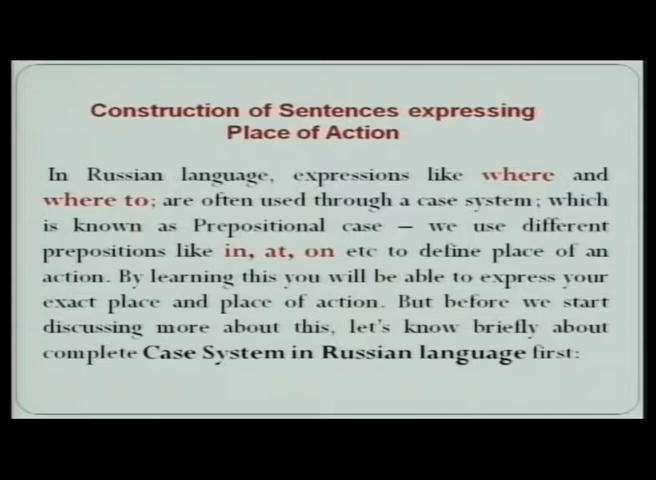 Construction of Sentences expressing
Place of Action
In Russian language, expressions like where and
where to; are often used through a case system; which
is known as Prepositional case – we use different
prepositions like in, at, on etc to define place of an
action. By learning this you will be able to express your
exact place and place of action. But before we start
discussing more about this, let's know briefly about
complete Case System in Russian language first: